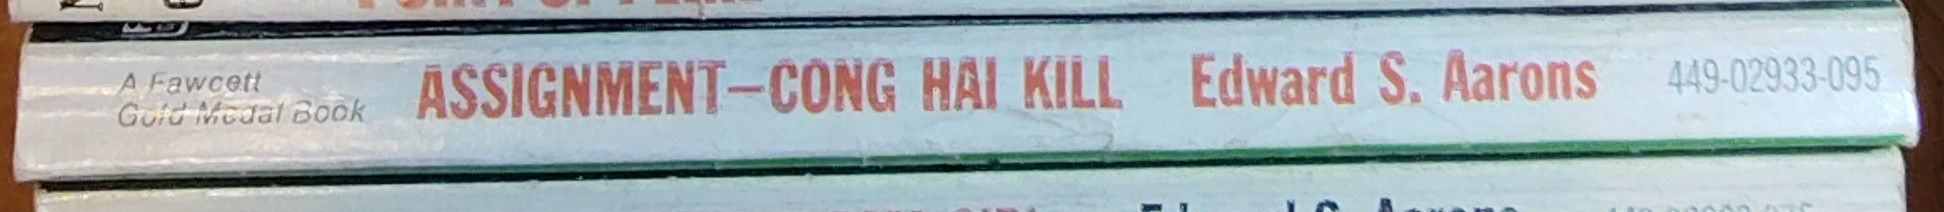 A Fawcett
Gold Medal Book
ASSIGNMENT—CONG HAI KILL Edward S. Aarons 449-02933-095